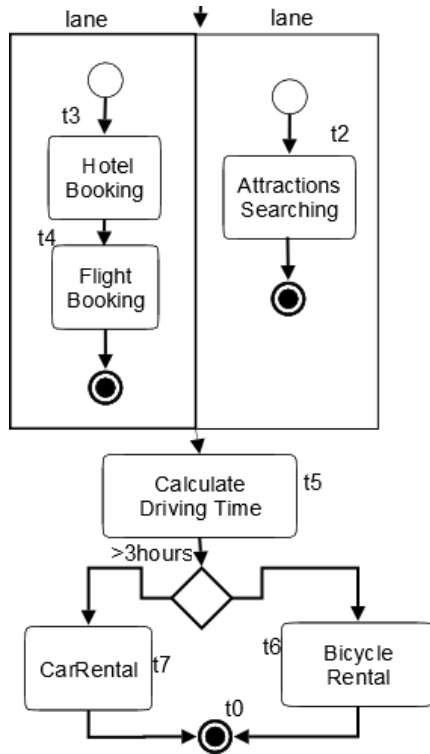 lane
lane
t3
Hotel
Booking
t4
Flight
Booking
t2
Attractions
Searching
Calculate
Driving Time
t5
>3hours
CarRental
t7
t6
Bicycle
Rental
t0